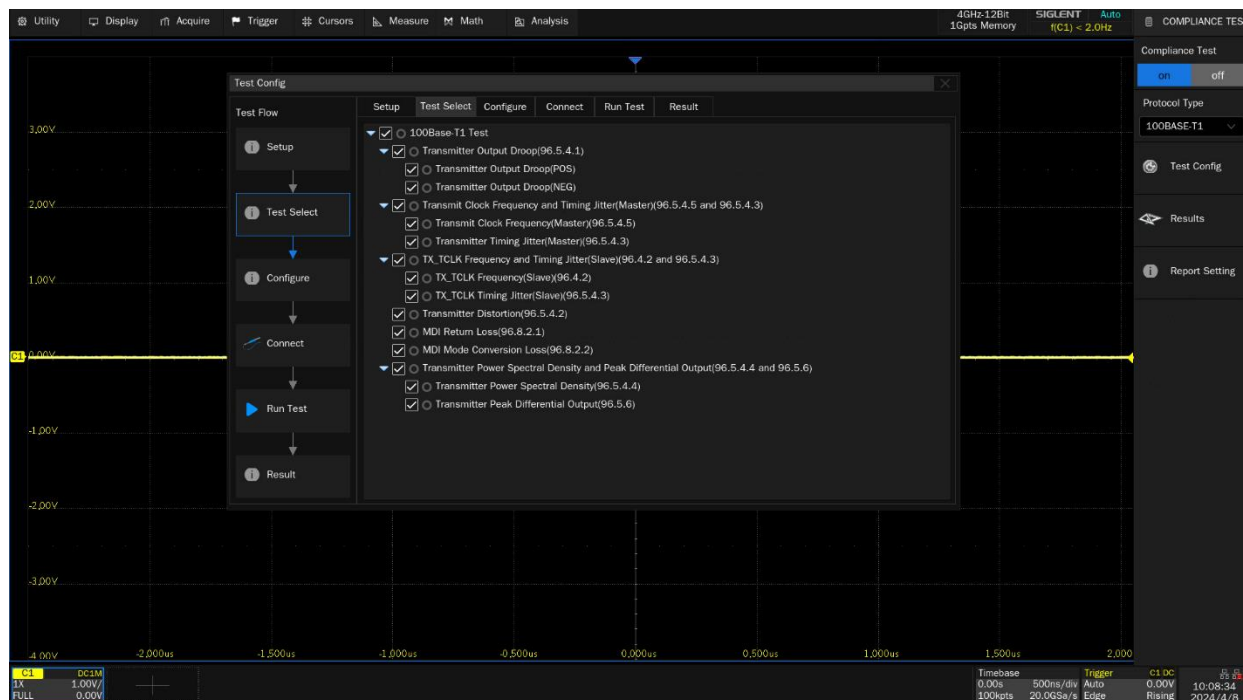 Utility Display Acquire Trigger Cursors Measure Math Analysis
4GHz-12Bit
1Gpts Memory
SIGLENT Auto
f(C1) < 2.0Hz
COMPLIANCE TES
Compliance Test
on off
Protocol Type
100BASE-T1
Test Config
Results
Report Setting
Test Config
Test Flow
Setup
Test Select
Configure
Connect
Run Test
Result
Setup Test Select Configure Connect Run Test Result
100Base-T1 Test
Transmitter Output Droop(96.5.4.1)
Transmitter Output Droop(POS)
Transmitter Output Droop(NEG)
Transmit Clock Frequency and Timing Jitter(Master)(96.5.4.5 and 96.5.4.3)
Transmit Clock Frequency(Master)(96.5.4.5)
Transmitter Timing Jitter(Master)(96.5.4.3)
TX_TCLK Frequency and Timing Jitter(Slave)(96.4.2 and 96.5.4.3)
TX_TCLK Frequency(Slave)(96.4.2)
TX_TCLK Timing Jitter(Slave)(96.5.4.3)
Transmitter Distortion(96.5.4.2)
MDI Return Loss(96.8.2.1)
MDI Mode Conversion Loss(96.8.2.2)
Transmitter Power Spectral Density and Peak Differential Output(96.5.4.4 and 96.5.6)
Transmitter Power Spectral Density(96.5.4.4)
Transmitter Peak Differential Output(96.5.6)
3.00V
2.00V
1.00V
C1 0.00V
-1.00V
-2.00V
-3.00V
-4.00V
-2.000us -1.500us -1.000us -0.500us 0.000us 0.500us 1.000us 1.500us 2.000
C1 DC1M
1X 1.00V/
FULL 0.00V
Timebase
0.00s 500ns/div
100kpts 20.0GSa/s
Trigger C1 DC
Auto 0.00V
Edge Rising
10:08:34
2024/4/8